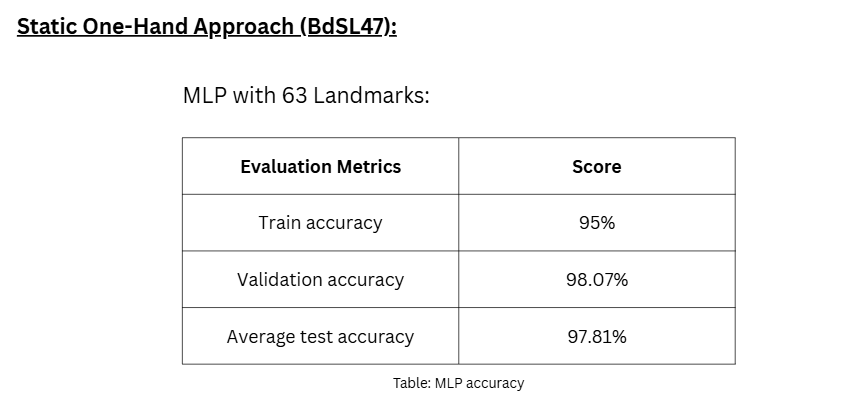 Static One-Hand Approach (BdSL47):
MLP with 63 Landmarks:
Evaluation Metrics Score
Train accuracy 95%
Validation accuracy 98.07%
Average test accuracy 97.81%
Table: MLP accuracy